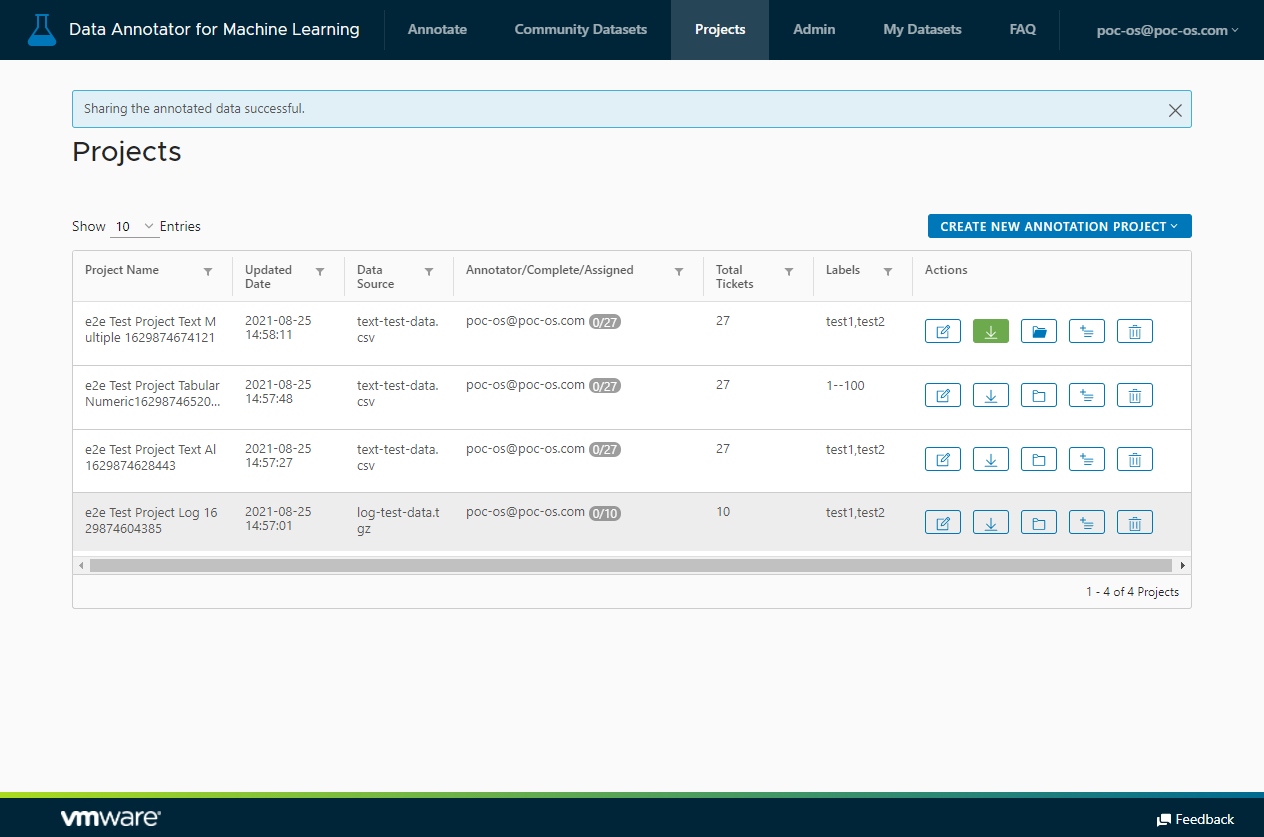 Data Annotator for Machine Learning
Annotate
Community Datasets
Projects
Admin
My Datasets
FAQ
poc-os@poc-os.com
Sharing the annotated data successful.
Projects
Show 10 Entries
CREATE NEW ANNOTATION PROJECT
Project Name
Updated
Date
Data
Source
Annotator/Complete/Assigned
Total
Tickets
Labels
Actions
e2e Test Project Text M
ultiple 1629874674121
2021-08-25
14:58:11
text-test-data.
csv
poc-os@poc-os.com 0/27
27
test1,test2
e2e Test Project Tabular
Numeric16298746520...
2021-08-25
14:57:48
text-test-data.
csv
poc-os@poc-os.com 0/27
27
1--100
e2e Test Project Text Al
1629874628443
2021-08-25
14:57:27
text-test-data.
csv
poc-os@poc-os.com 0/27
27
test1,test2
e2e Test Project Log 16
29874604385
2021-08-25
14:57:01
log-test-data.t
gz
poc-os@poc-os.com 0/10
10
test1,test2
1 - 4 of 4 Projects
vmware
Feedback